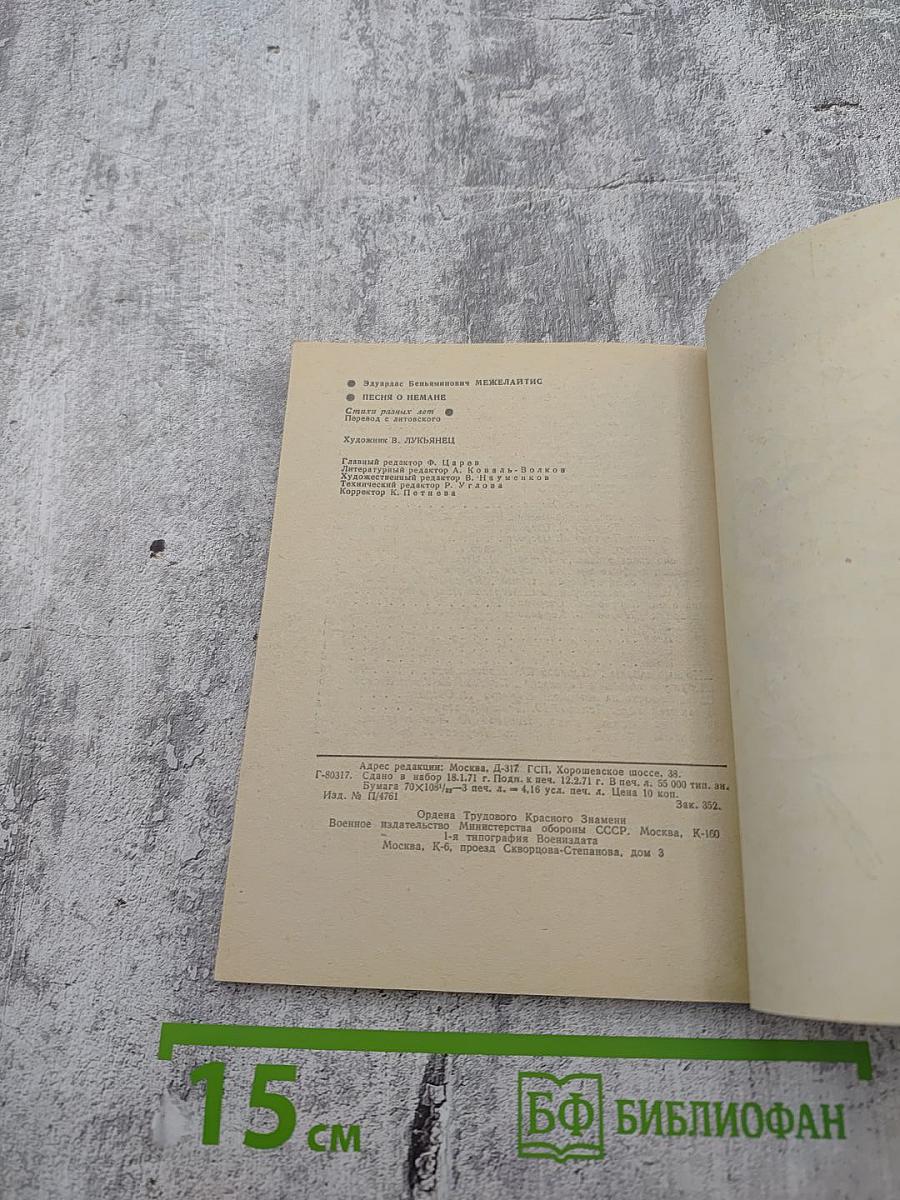 ● Эдуардас Беньяминович МЕЖЕЛАЙТИС
● ПЕСНЯ О НЕМАНЕ
Стихи разных лет ●
Перевод с литовского
Художник В. ЛУКЬЯНЕЦ
Главный редактор Ф. Царев
Литературный редактор А. Коваль-Волков
Художественный редактор В. Науменков
Технический редактор Р. Углова
Корректор К. Петнева
Адрес редакции: Москва, Д-317. ГСП, Хорошевское шоссе, 38.
Г-80317. Сдано в набор 18.1.71 г. Подп. к печ. 12.2.71 г. В печ. л. 55 000 тип. зн.
Бумага 70×108¹/₃₂—3 печ. л. = 4,16 усл. печ. л. Цена 10 коп.
Изд. № П/4761 Зак. 352.
Ордена Трудового Красного Знамени
Военное издательство Министерства обороны СССР. Москва, К-160
1-я типография Воениздата
Москва, К-6, проезд Скворцова-Степанова, дом 3
15 см
БФ БИБЛИОФАН